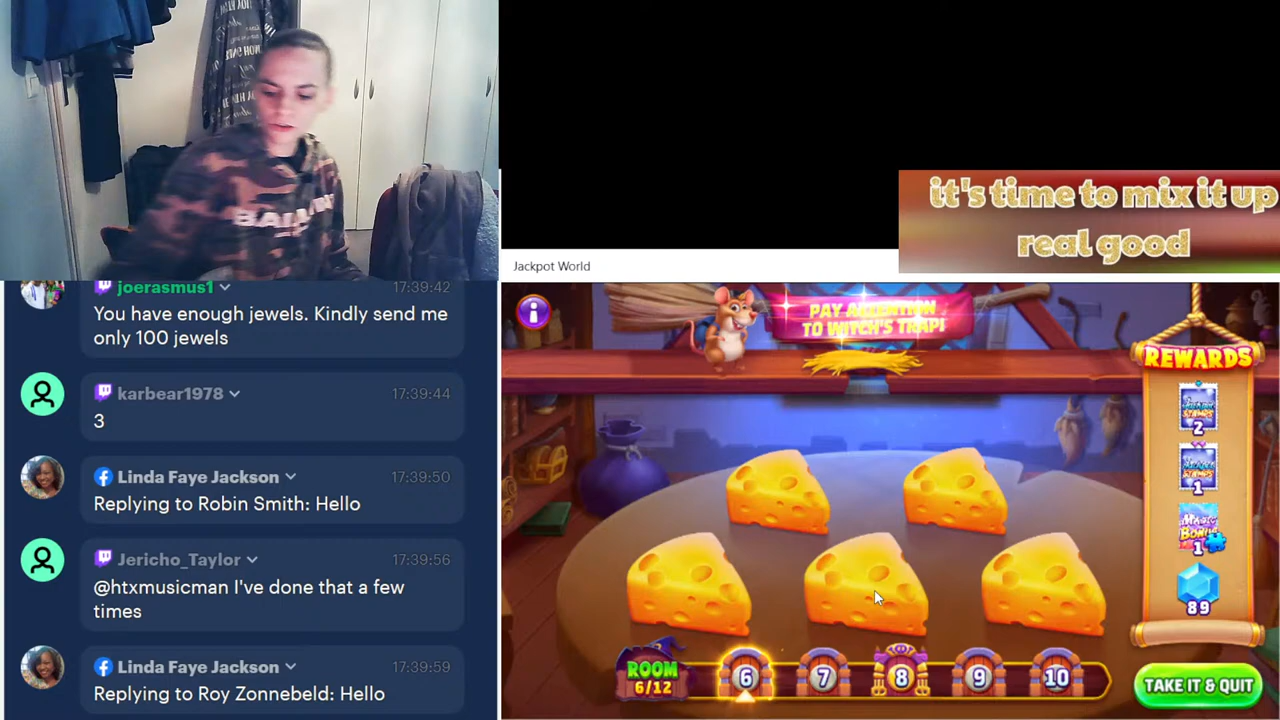 it's time to mix it up
real good
Jackpot World
joerasmus1
17:39:42
You have enough jewels. Kindly send me
only 100 jewels
karbear1978
17:39:44
3
Linda Faye Jackson
17:39:50
Replying to Robin Smith: Hello
Jericho_Taylor
17:39:56
@htxmusicman I've done that a few
times
Linda Faye Jackson
17:39:59
Replying to Roy Zonnebeld: Hello
PAY ATTENTION
TO WITCH'S TRAP!
REWARDS
2
1
MAGIC
BONUS
1
89
ROOM
6/12
6
7
8
9
10
TAKE IT & QUIT